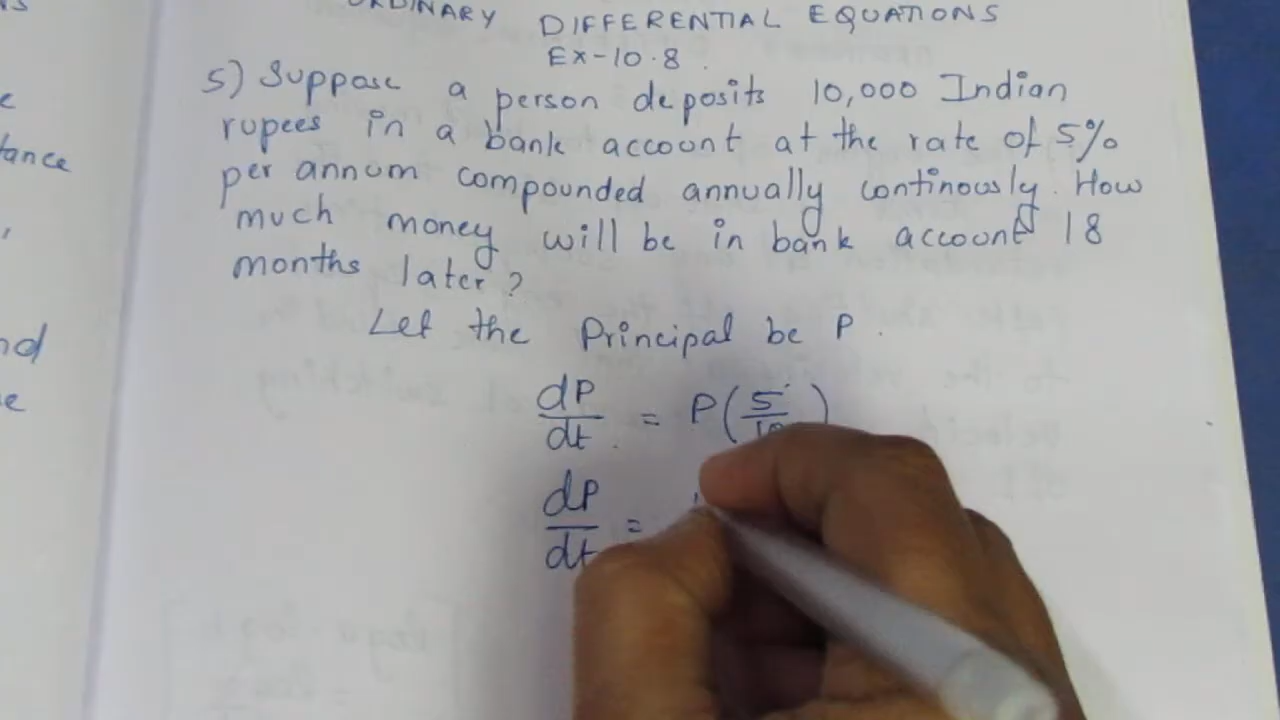 ORDINARY DIFFERENTIAL EQUATIONS
Ex-10.8
5) Suppose a person deposits 10,000 Indian
rupees in a bank account at the rate of 5%
per annum compounded annually continously. How
much money will be in bank account 18
months later?
Let the Principal be P.
dP/dt = P(5/10
dP/dt =